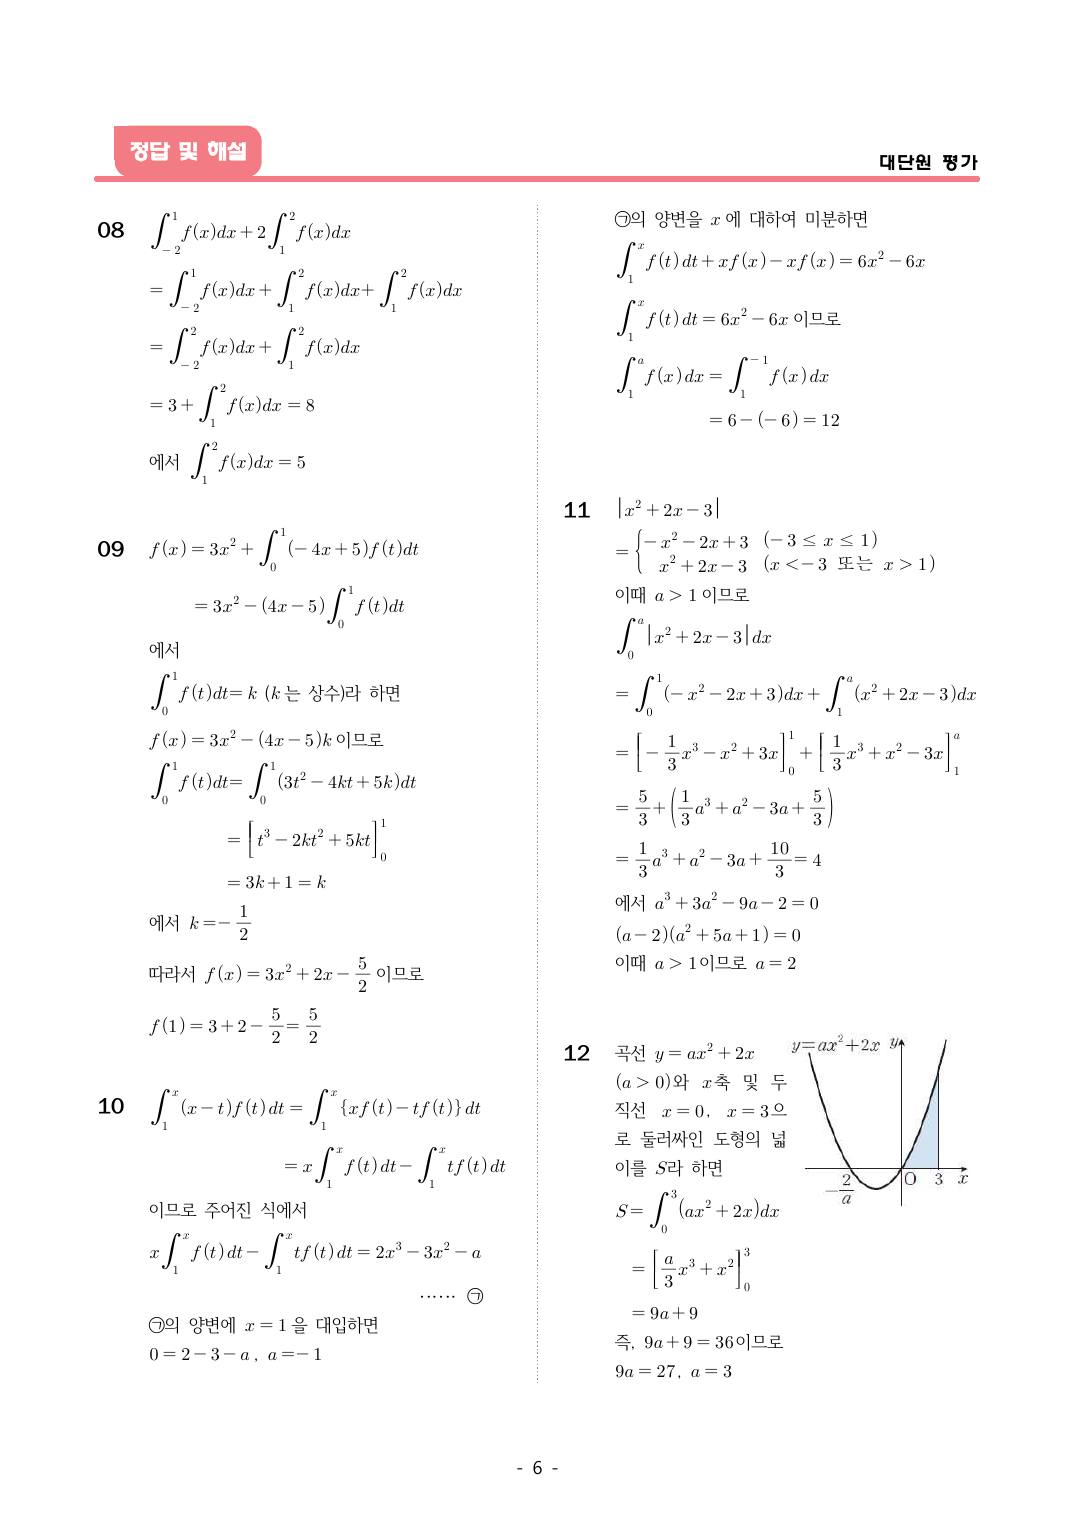 정답 및 해설
대단원 평가
08 ∫_{-2}^{1} f(x)dx + 2∫_{1}^{2} f(x)dx
= ∫_{-2}^{1} f(x)dx + ∫_{1}^{2} f(x)dx + ∫_{1}^{2} f(x)dx
= ∫_{-2}^{2} f(x)dx + ∫_{1}^{2} f(x)dx
= 3 + ∫_{1}^{2} f(x)dx = 8
에서 ∫_{1}^{2} f(x)dx = 5
09 f(x) = 3x² + ∫_{0}^{1} (-4x+5)f(t)dt
= 3x² - (4x-5)∫_{0}^{1} f(t)dt
에서
∫_{0}^{1} f(t)dt = k (k는 상수)라 하면
f(x) = 3x² - (4x-5)k 이므로
∫_{0}^{1} f(t)dt = ∫_{0}^{1} (3t² - 4kt + 5k)dt
= [t³ - 2kt² + 5kt]_{0}^{1}
= 3k+1 = k
에서 k = -1/2
따라서 f(x) = 3x² + 2x - 5/2 이므로
f(1) = 3+2-5/2 = 5/2
10 ∫_{1}^{x} (x-t)f(t)dt = ∫_{1}^{x} {xf(t)-tf(t)}dt
= x∫_{1}^{x} f(t)dt - ∫_{1}^{x} tf(t)dt
이므로 주어진 식에서
x∫_{1}^{x} f(t)dt - ∫_{1}^{x} tf(t)dt = 2x³ - 3x² - a
…… ㉠
㉠의 양변에 x = 1 을 대입하면
0 = 2-3-a, a = -1
㉠의 양변을 x 에 대하여 미분하면
∫_{1}^{x} f(t)dt + xf(x) - xf(x) = 6x² - 6x
∫_{1}^{x} f(t)dt = 6x² - 6x 이므로
∫_{1}^{a} f(x)dx = ∫_{1}^{-1} f(x)dx
= 6-(-6) = 12
11 |x² + 2x - 3|
= { -x² - 2x + 3 (-3 ≤ x ≤ 1)
x² + 2x - 3 (x < -3 또는 x > 1)
이때 a > 1 이므로
∫_{0}^{a} |x² + 2x - 3|dx
= ∫_{0}^{1} (-x² - 2x + 3)dx + ∫_{1}^{a} (x² + 2x - 3)dx
= [-1/3 x³ - x² + 3x]_{0}^{1} + [1/3 x³ + x² - 3x]_{1}^{a}
= 5/3 + (1/3 a³ + a² - 3a + 5/3)
= 1/3 a³ + a² - 3a + 10/3 = 4
에서 a³ + 3a² - 9a - 2 = 0
(a-2)(a² + 5a + 1) = 0
이때 a > 1이므로 a = 2
12 곡선 y = ax² + 2x
(a > 0)와 x축 및 두
직선 x = 0, x = 3으
로 둘러싸인 도형의 넓
이를 S라 하면
S = ∫_{0}^{3} (ax² + 2x)dx
= [a/3 x³ + x²]_{0}^{3}
= 9a + 9
즉, 9a + 9 = 36이므로
9a = 27, a = 3
y=ax²+2x y
-2/a O 3 x
- 6 -